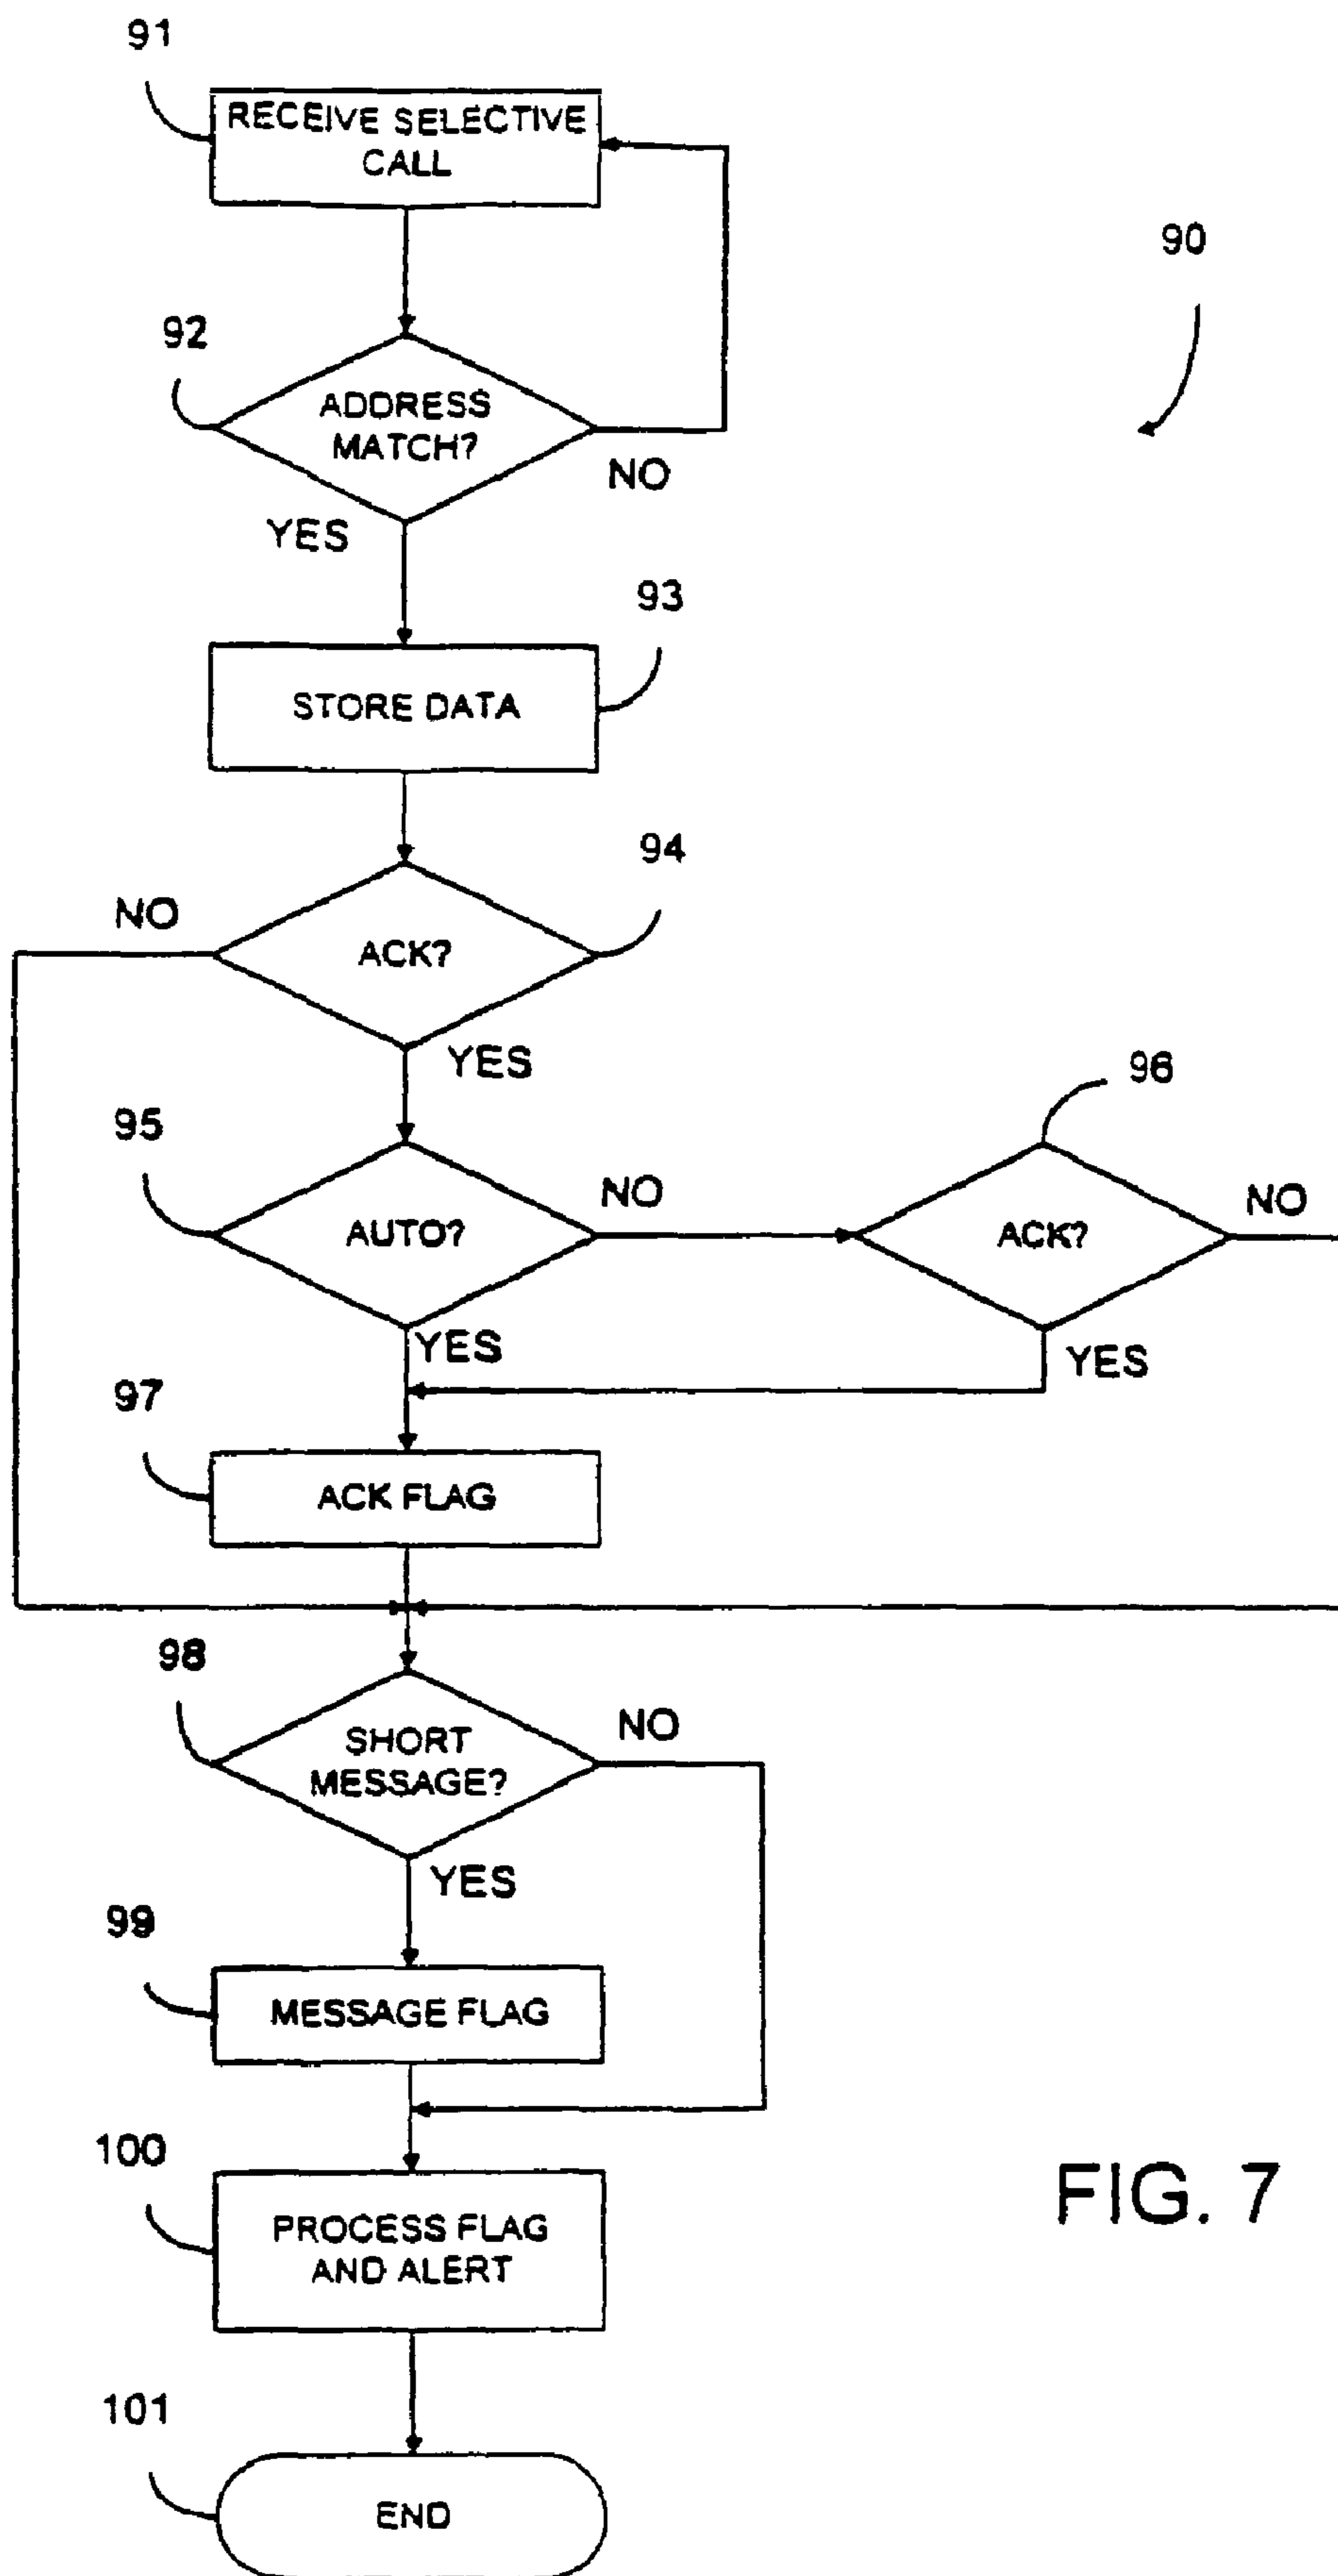 91
RECEIVE SELECTIVE
CALL
90
92
ADDRESS
MATCH?
NO
YES
93
STORE DATA
94
NO
ACK?
YES
96
95
NO
NO
AUTO?
ACK?
YES
YES
97
ACK FLAG
98
NO
SHORT
MESSAGE?
YES
99
MESSAGE FLAG
100
FIG. 7
PROCESS FLAG
AND ALERT
101
END